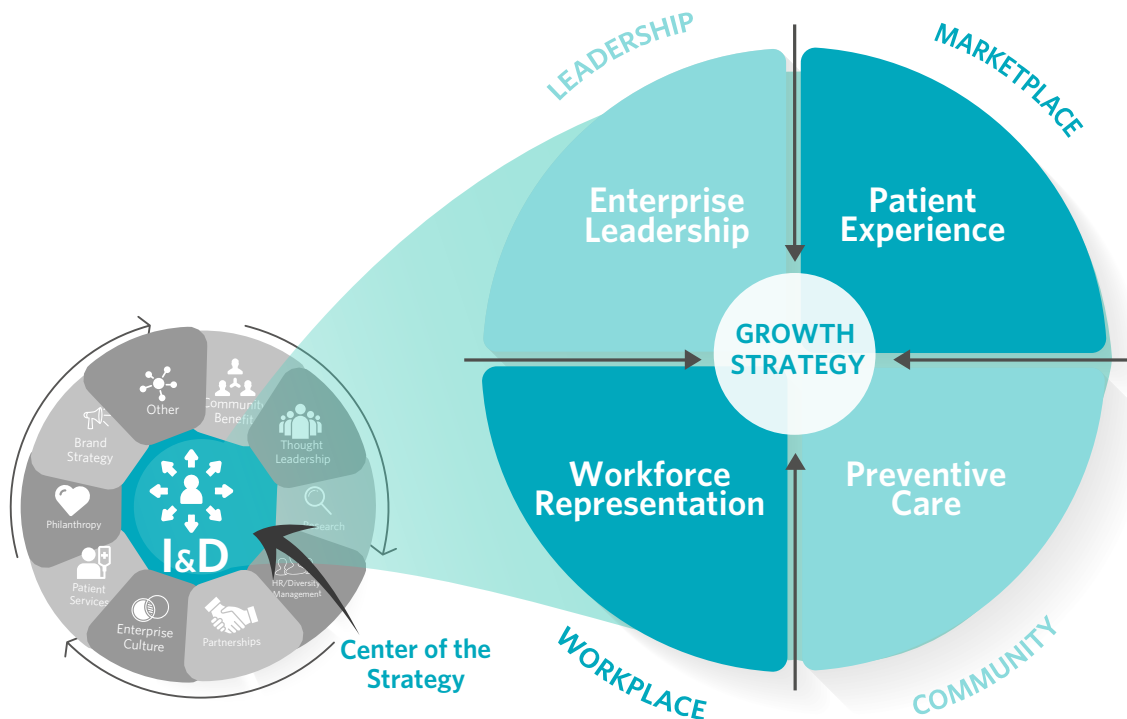 LEADERSHIP
MARKETPLACE
Enterprise
Leadership
Patient
Experience
GROWTH
STRATEGY
Workforce
Representation
Preventive
Care
WORKPLACE
COMMUNITY
Other
Community
Benefit
Thought
Leadership
Research
HR/Diversity
Management
Partnerships
Enterprise
Culture
Patient
Services
Philanthropy
Brand
Strategy
I&D
Center of the
Strategy